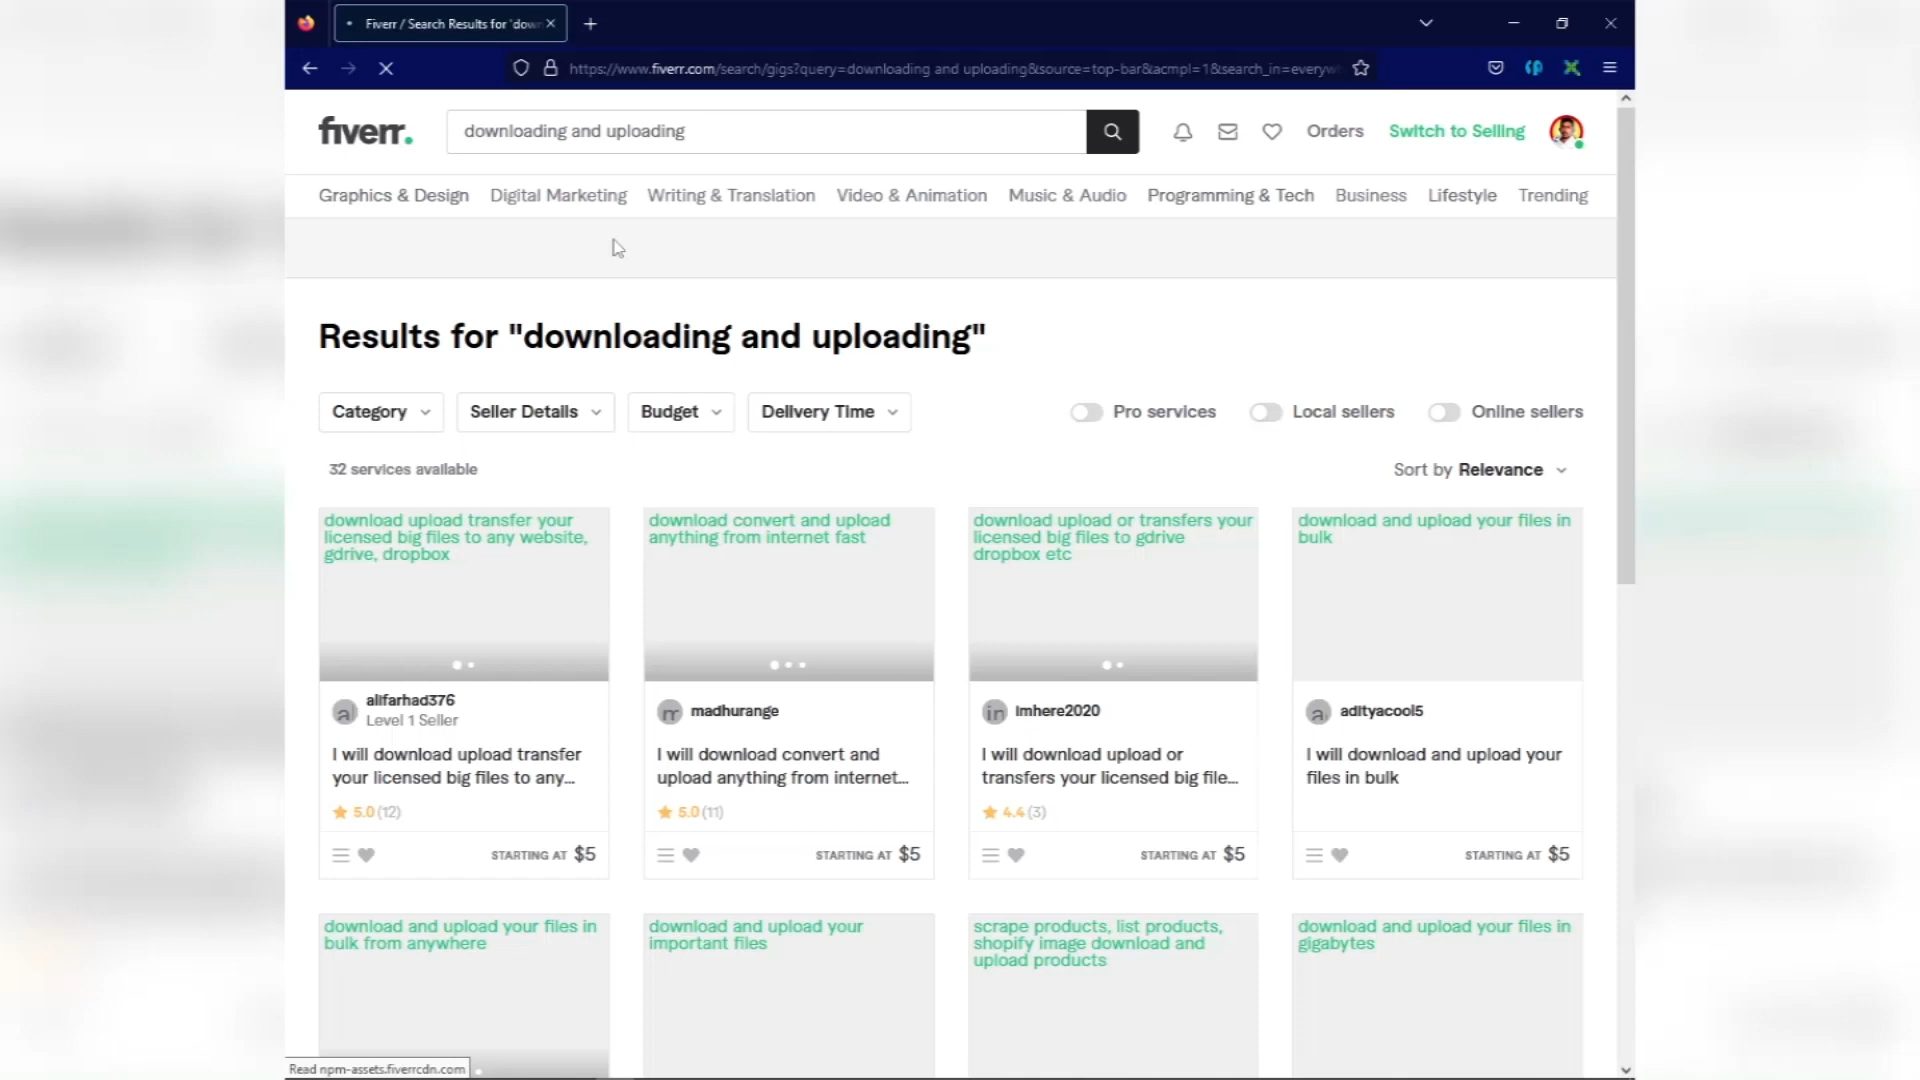 Fiverr / Search Results for 'down
https://www.fiverr.com/search/gigs?query=downloading and uploading&source=top-bar&acmpl=1&search_in=everyw
fiverr.
downloading and uploading
Orders
Switch to Selling
Graphics & Design Digital Marketing Writing & Translation Video & Animation Music & Audio Programming & Tech Business Lifestyle Trending
Results for "downloading and uploading"
Category Seller Details Budget Delivery Time Pro services Local sellers Online sellers
32 services available
Sort by Relevance
download upload transfer your
licensed big files to any website,
gdrive, dropbox
alifarhad376
Level 1 Seller
I will download upload transfer
your licensed big files to any...
5.0 (12)
STARTING AT $5
download convert and upload
anything from internet fast
madhurange
I will download convert and
upload anything from internet...
5.0 (11)
STARTING AT $5
download upload or transfers your
licensed big files to gdrive
dropbox etc
imhere2020
I will download upload or
transfers your licensed big file...
4.4 (3)
STARTING AT $5
download and upload your files in
bulk
adityacool5
I will download and upload your
files in bulk
STARTING AT $5
download and upload your files in
bulk from anywhere
download and upload your
important files
scrape products, list products,
shopify image download and
upload products
download and upload your files in
gigabytes
Read npm-assets.fiverrcdn.com